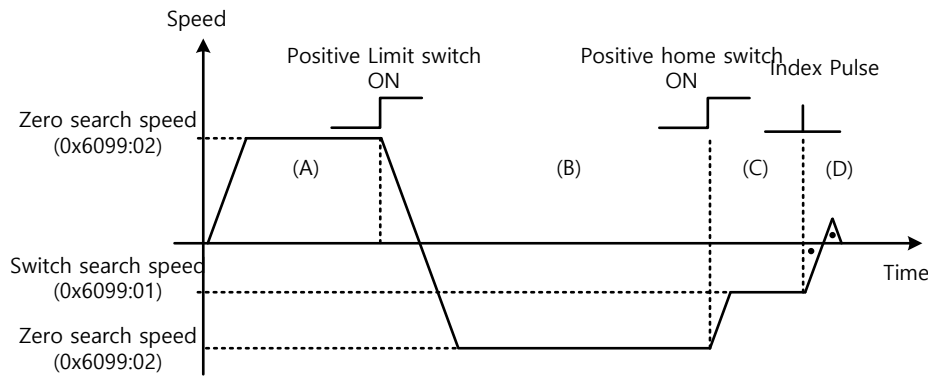 Speed
Positive Limit switch
ON
Positive home switch
ON
Index Pulse
Zero search speed
(0x6099:02)
(A)
(B)
(C)
(D)
Switch search speed
(0x6099:01)
Time
Zero search speed
(0x6099:02)